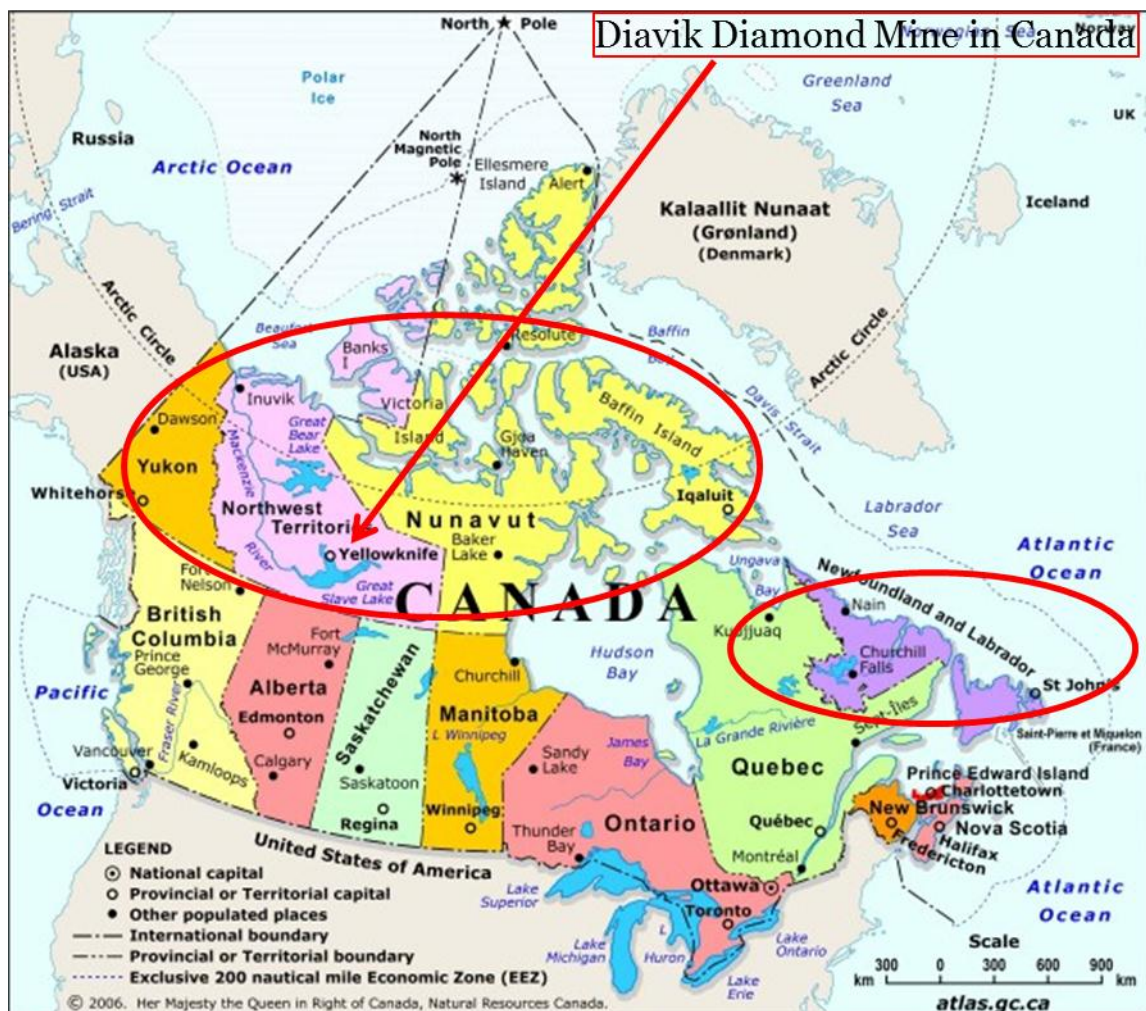 North Pole
Norwegian Sea
Norway
Diavik Diamond Mine in Canada
Polar
Ice
Greenland
Sea
UK
Russia
North
Magnetic
Pole
Arctic Ocean
Ellesmere
Island
Alert
Kalaallit Nunaat
(Grønland)
(Denmark)
Iceland
Bering Strait
Arctic Circle
Alaska
(USA)
Beaufort
Sea
Banks
I
Resolute
Baffin
Bay
Arctic Circle
Davis Strait
Inuvik
Victoria
Island
Great
Bear
Lake
Gjoa
Haven
Baffin Island
Dawson
Yukon
Mackenzie
River
Whitehorse
Northwest
Territories
Nunavut
Iqaluit
Labrador
Sea
Yellowknife
Baker
Lake
Great
Slave Lake
Fort
Nelson
CANADA
Ungava
Bay
Atlantic
Ocean
Newfoundland and Labrador
Nain
Kuujjuaq
Churchill
Falls
St John's
British
Columbia
Prince
George
Fort
McMurray
Hudson
Bay
Churchill
Pacific
Ocean
Fraser River
Alberta
Edmonton
Saskatchewan
Manitoba
L Winnipeg
La Grande Rivière
Sept-Îles
Saint-Pierre et Miquelon
(France)
Vancouver
Victoria
Kamloops
Calgary
Saskatoon
Regina
Winnipeg
Sandy
Lake
James
Bay
Quebec
Prince Edward Island
Charlottetown
New Brunswick
Nova Scotia
Halifax
Fredericton
Ontario
Thunder
Bay
Québec
Montréal
Ottawa
Toronto
United States of America
Lake
Superior
Lake
Michigan
L
Huron
Lake
Ontario
Lake
Erie
Atlantic
Ocean
LEGEND
National capital
Provincial or Territorial capital
Other populated places
International boundary
Provincial or Territorial boundary
Exclusive 200 nautical mile Economic Zone (EEZ)
© 2006. Her Majesty the Queen in Right of Canada, Natural Resources Canada.
Scale
300 0 300 600 900
km km
atlas.gc.ca